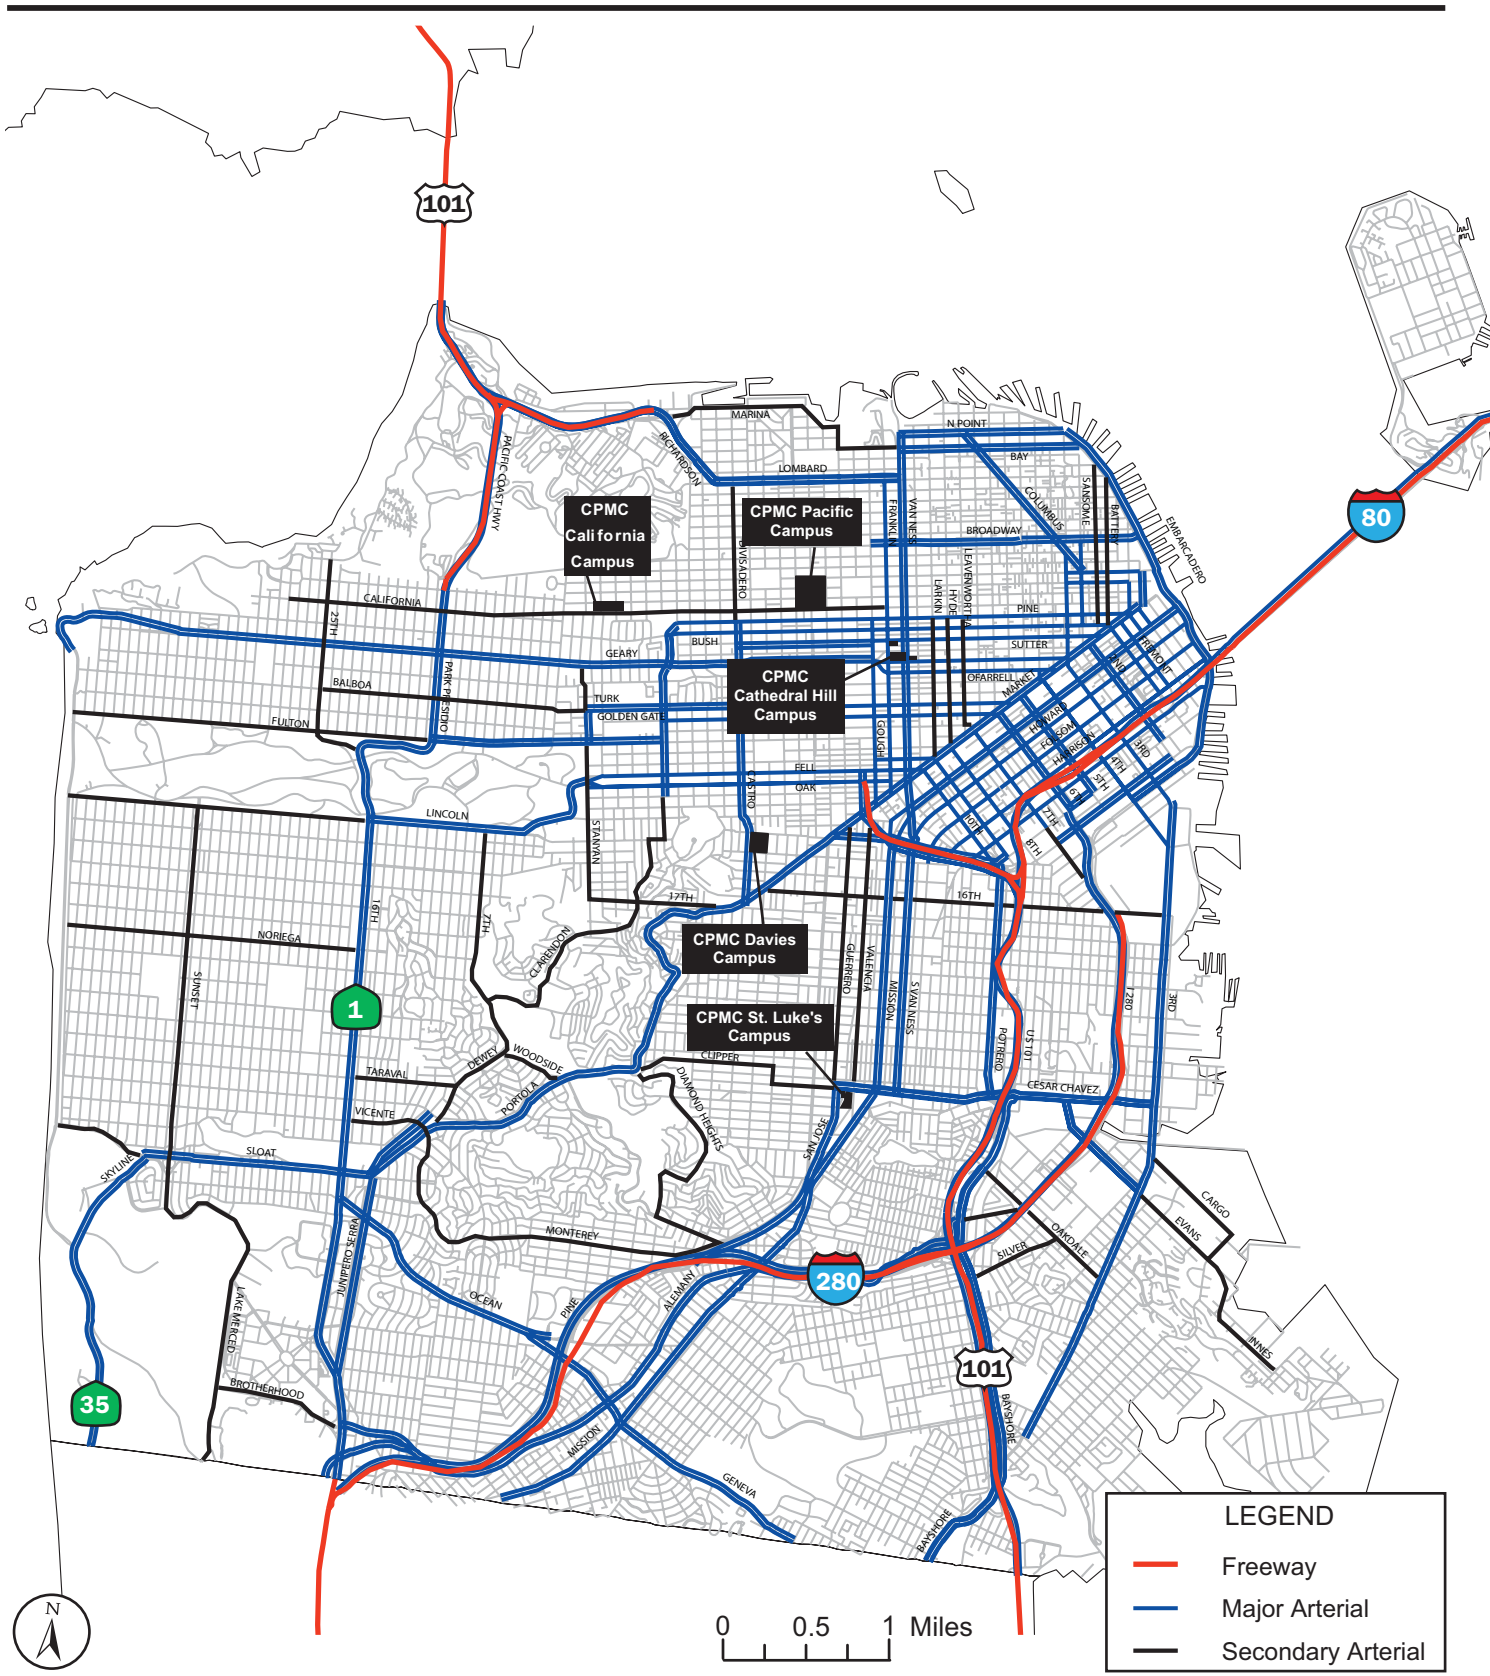 101
MARINA
N POINT
BAY
RICHARDSON
PACIFIC COAST HWY
LOMBARD
COLUMBUS
SANSOME
BATTERY
EMBARCADERO
80
CPMC
California
Campus
CPMC Pacific
Campus
FRANKLIN
VAN NESS
BROADWAY
DIVISADERO
LEAVENWORTH
LARKIN
HYDE
CALIFORNIA
25TH
PINE
BUSH
SUTTER
GEARY
2ND
FREMONT
CPMC
Cathedral Hill
Campus
OFARRELL
MARKET
BALBOA
PARK PRESIDIO
TURK
GOLDEN GATE
FULTON
GOUGH
HOWARD
FOLSOM
HARRISON
3RD
4TH
5TH
6TH
7TH
8TH
10TH
FELL
OAK
CASTRO
LINCOLN
STANYAN
17TH
16TH
16TH
7TH
NORIEGA
SUNSET
CLARENDON
CPMC Davies
Campus
GUERRERO
VALENCIA
MISSION
S VAN NESS
I 280
3RD
1
CPMC St. Luke's
Campus
POTRERO
US 101
CLIPPER
DEWEY
WOODSIDE
TARAVAL
PORTOLA
DIAMOND HEIGHTS
CESAR CHAVEZ
VICENTE
SAN JOSE
SLOAT
SKYLINE
CARGO
EVANS
MONTEREY
OAKDALE
SILVER
JUNIPERO SERRA
280
LAKE MERCED
OCEAN
PINE
ALEMANY
INNES
101
BROTHERHOOD
35
BAYSHORE
MISSION
GENEVA
BAYSHORE
LEGEND
Freeway
Major Arterial
Secondary Arterial
N
0 0.5 1 Miles